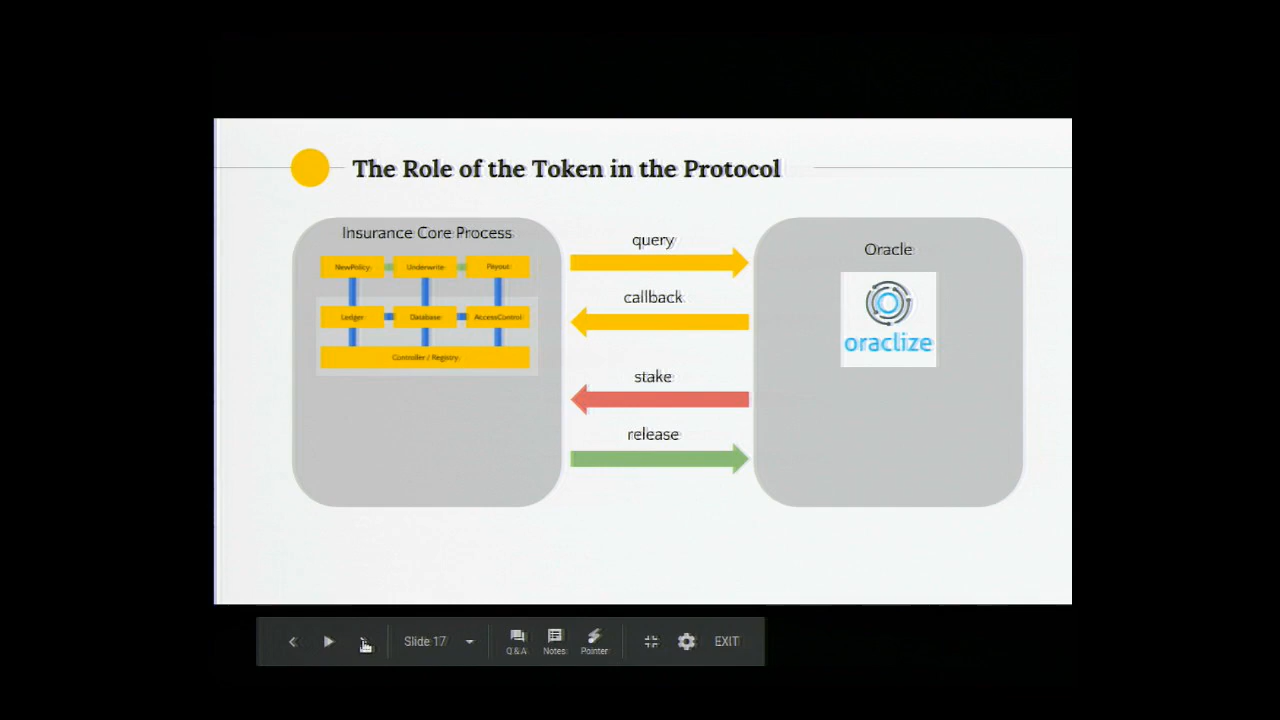 The Role of the Token in the Protocol
Insurance Core Process
NewPolicy
Underwrite
Payout
Ledger
Database
AccessControl
Controller / Registry
query
callback
stake
release
Oracle
oraclize
Slide 17
Q & A
Notes
Pointer
EXIT